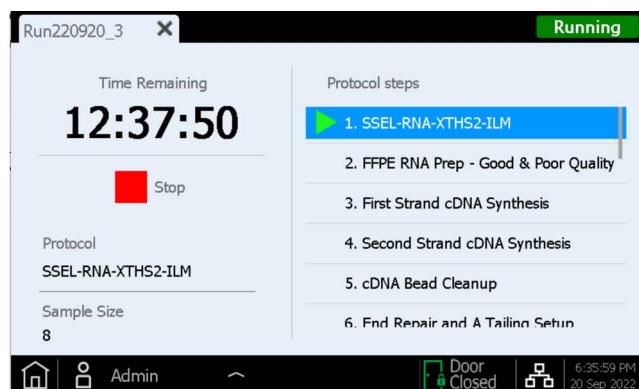 Run220920_3
Running
Time Remaining
12:37:50
Stop
Protocol
SSEL-RNA-XTHS2-ILM
Sample Size
8
Protocol steps
1. SSEL-RNA-XTHS2-ILM
2. FFPE RNA Prep - Good & Poor Quality
3. First Strand cDNA Synthesis
4. Second Strand cDNA Synthesis
5. cDNA Bead Cleanup
6. End Repair and A Tailing Setup
Admin
Door
Closed
6:35:59 PM
20 Sep 2022